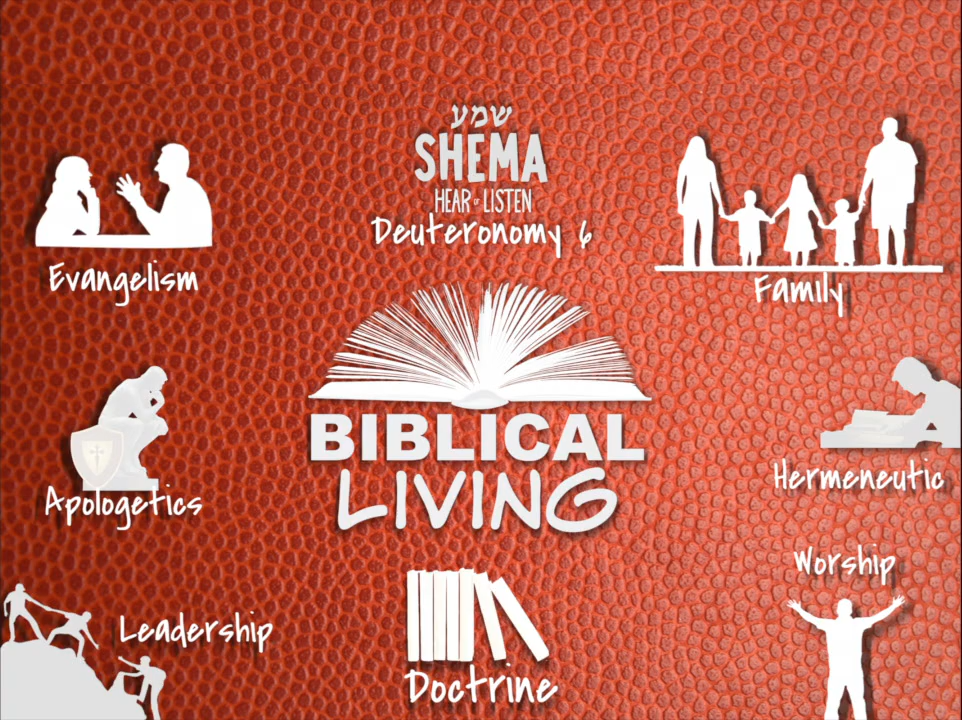 שמע
SHEMA
HEAR OR LISTEN
Deuteronomy 6
Evangelism
Family
BIBLICAL
LIVING
Apologetics
Hermeneutic
Worship
Leadership
Doctrine